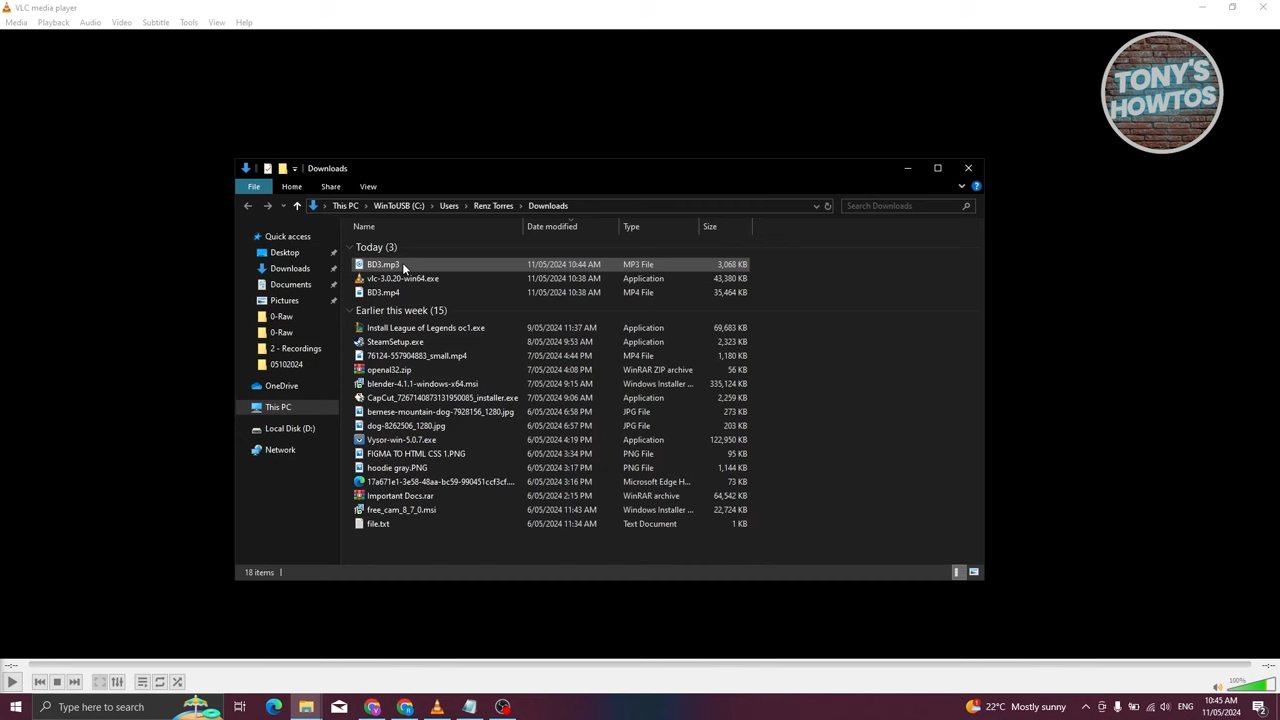 VLC media player
Media Playback Audio Video Subtitle Tools View Help
TONY'S
HOWTOS
Downloads
File Home Share View
This PC WinToUSB (C:) Users Renz Torres Downloads
Search Downloads
Name Date modified Type Size
Quick access
Desktop
Downloads
Documents
Pictures
0-Raw
0-Raw
2 - Recordings
05102024
OneDrive
This PC
Local Disk (D:)
Network
Today (3)
BD3.mp3 11/05/2024 10:44 AM MP3 File 3,068 KB
vlc-3.0.20-win64.exe 11/05/2024 10:38 AM Application 43,380 KB
BD3.mp4 11/05/2024 10:38 AM MP4 File 35,464 KB
Earlier this week (15)
Install League of Legends oc1.exe 9/05/2024 11:37 AM Application 69,683 KB
SteamSetup.exe 8/05/2024 9:53 AM Application 2,323 KB
76124-557904883_small.mp4 7/05/2024 4:44 PM MP4 File 1,180 KB
openal32.zip 7/05/2024 4:08 PM WinRAR ZIP archive 56 KB
blender-4.1.1-windows-x64.msi 7/05/2024 9:15 AM Windows Installer ... 335,124 KB
CapCut_7267140873131950085_installer.exe 7/05/2024 9:06 AM Application 2,259 KB
bernese-mountain-dog-7928156_1280.jpg 6/05/2024 6:58 PM JPG File 273 KB
dog-8262506_1280.jpg 6/05/2024 6:57 PM JPG File 203 KB
Vysor-win-5.0.7.exe 6/05/2024 4:19 PM Application 122,950 KB
FIGMA TO HTML CSS 1.PNG 6/05/2024 3:34 PM PNG File 95 KB
hoodie gray.PNG 6/05/2024 3:17 PM PNG File 1,144 KB
17a671e1-3e58-48aa-bc59-990451ccf3cf.... 6/05/2024 3:16 PM Microsoft Edge H... 73 KB
Important Docs.rar 6/05/2024 2:15 PM WinRAR archive 64,542 KB
free_cam_8_7_0.msi 6/05/2024 11:43 AM Windows Installer ... 22,724 KB
file.txt 6/05/2024 11:34 AM Text Document 1 KB
18 items
--:-- --:--
100%
Type here to search
22°C Mostly sunny
10:45 AM
11/05/2024
2